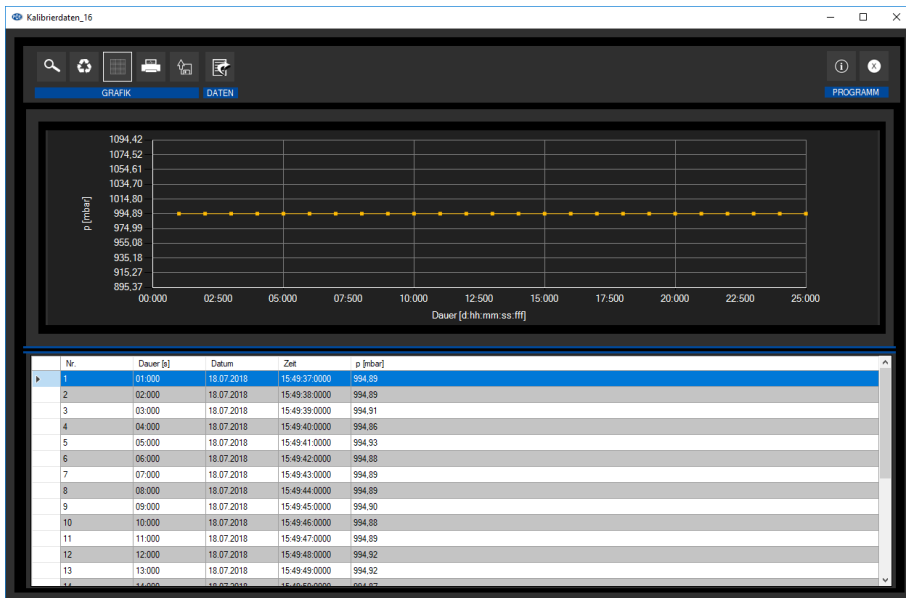 Kalibrierdaten_16
GRAFIK DATEN PROGRAMM
1094,42
1074,52
1054,61
1034,70
1014,80
994,89
974,99
955,08
935,18
915,27
895,37
p [mbar]
00:000 02:500 05:000 07:500 10:000 12:500 15:000 17:500 20:000 22:500 25:000
Dauer [d:hh:mm:ss:fff]
Nr. Dauer [s] Datum Zeit p [mbar]
1 01:000 18.07.2018 15:49:37:0000 994,89
2 02:000 18.07.2018 15:49:38:0000 994,89
3 03:000 18.07.2018 15:49:39:0000 994,91
4 04:000 18.07.2018 15:49:40:0000 994,86
5 05:000 18.07.2018 15:49:41:0000 994,93
6 06:000 18.07.2018 15:49:42:0000 994,88
7 07:000 18.07.2018 15:49:43:0000 994,89
8 08:000 18.07.2018 15:49:44:0000 994,89
9 09:000 18.07.2018 15:49:45:0000 994,90
10 10:000 18.07.2018 15:49:46:0000 994,88
11 11:000 18.07.2018 15:49:47:0000 994,89
12 12:000 18.07.2018 15:49:48:0000 994,92
13 13:000 18.07.2018 15:49:49:0000 994,92